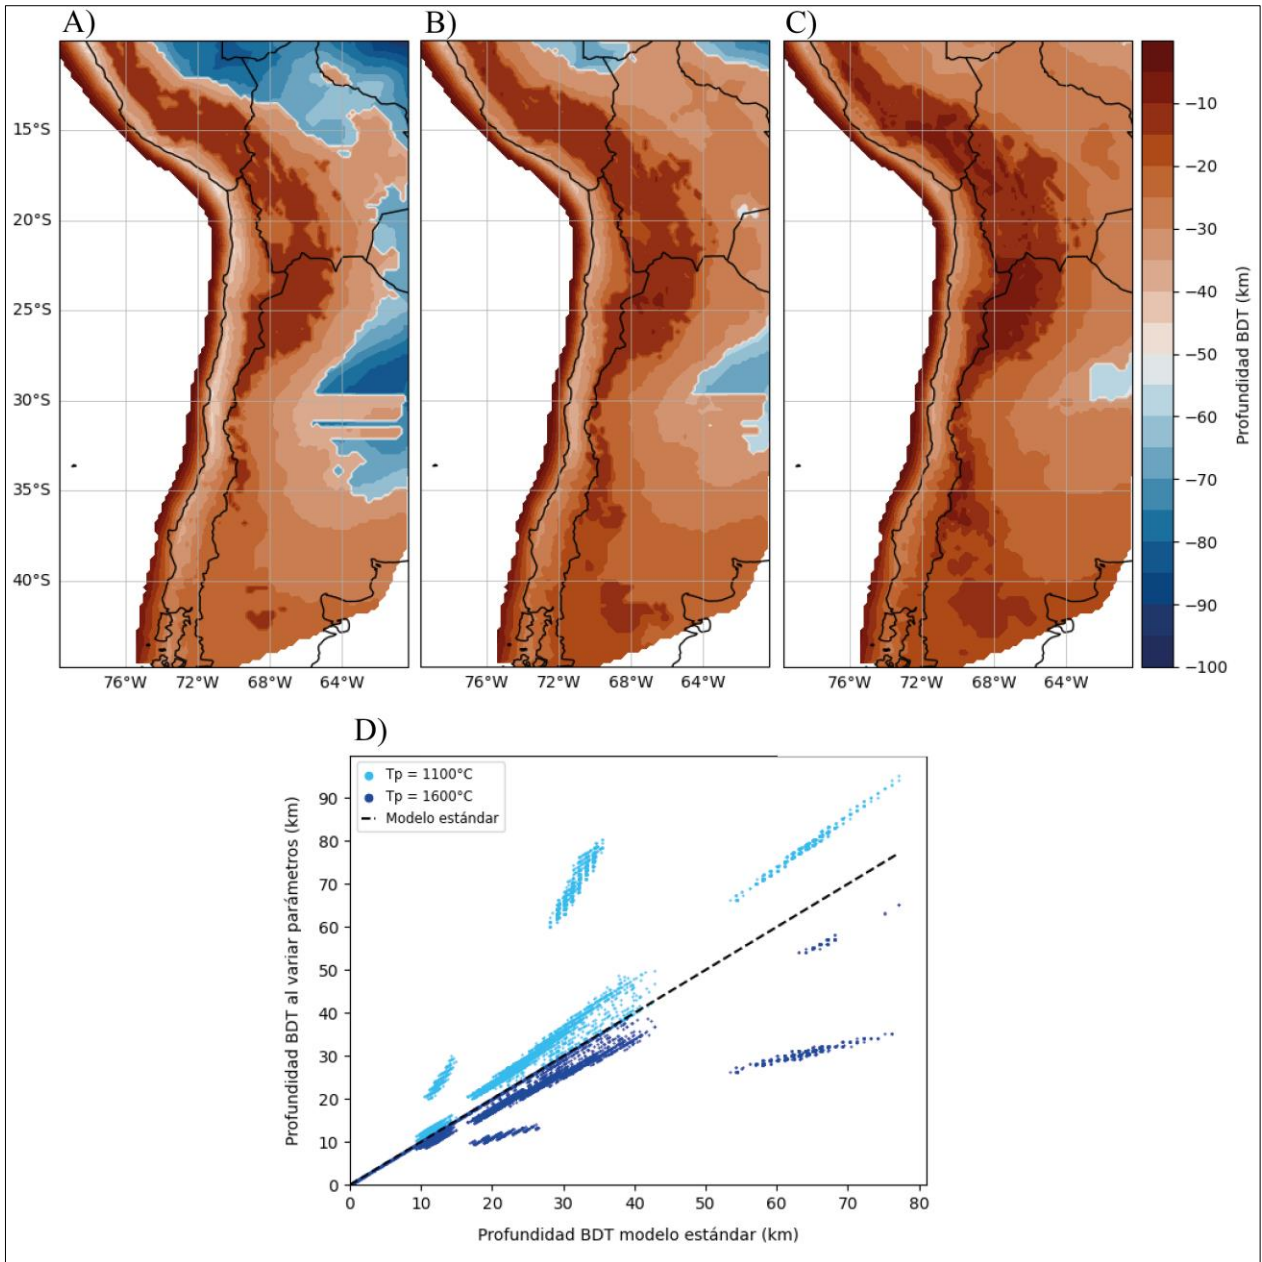 A)
B)
C)
15°S
20°S
25°S
30°S
35°S
40°S
76°W 72°W 68°W 64°W
76°W 72°W 68°W 64°W
76°W 72°W 68°W 64°W
−10
−20
−30
−40
−50
−60
−70
−80
−90
−100
Profundidad BDT (km)
D)
Tp = 1100°C
Tp = 1600°C
Modelo estándar
Profundidad BDT al variar parámetros (km)
90
80
70
60
50
40
30
20
10
0
0 10 20 30 40 50 60 70 80
Profundidad BDT modelo estándar (km)